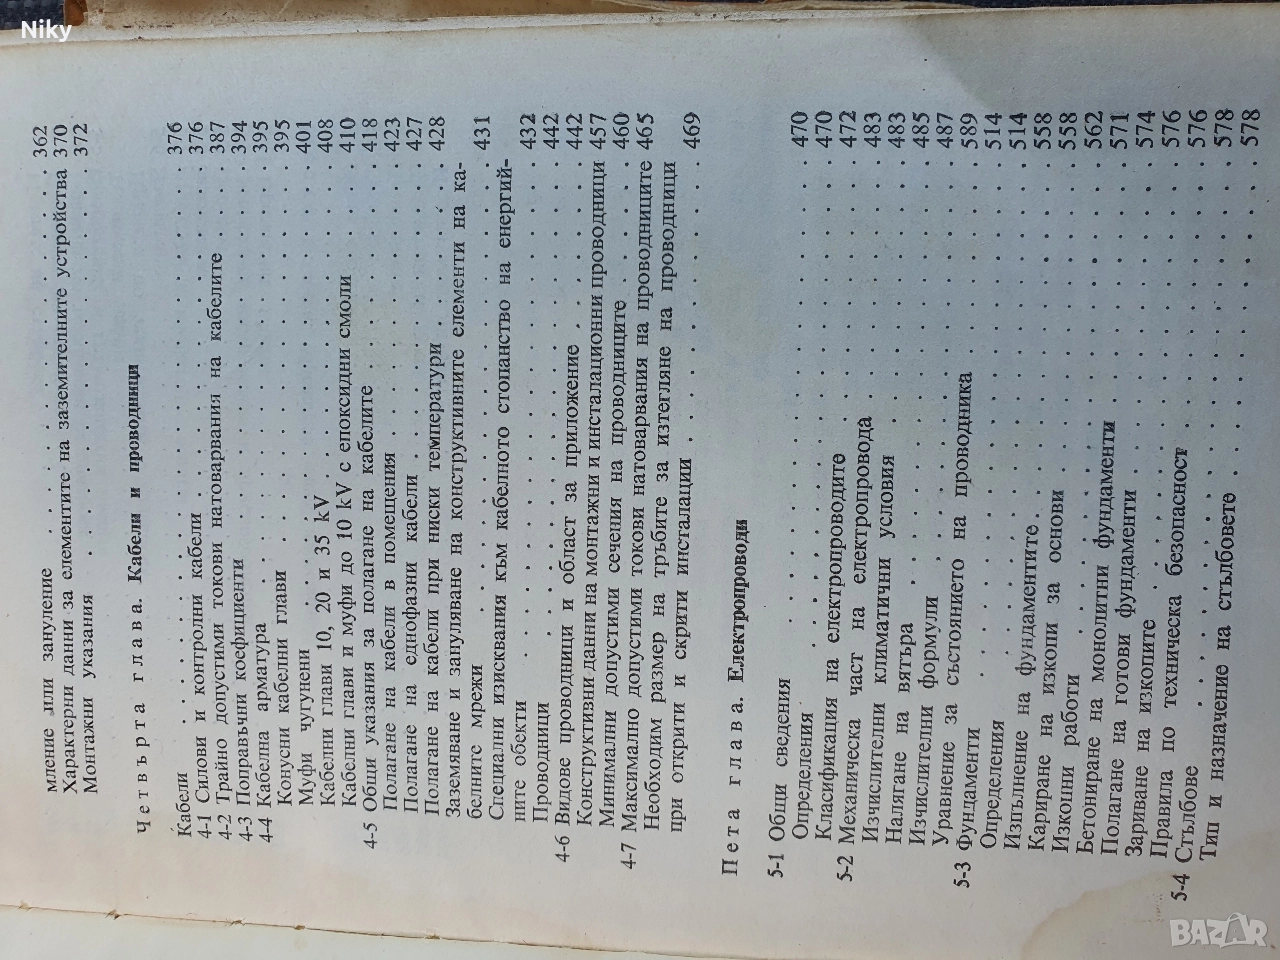 Niky
мление или зануление . . . . . . . . . . . . . . . 362
Характерни данни за елементите на заземителните устройства 370
Монтажни указания . . . . . . . . . . . . . . 372
Четвърта глава. Кабели и проводници
Кабели . . . . . . . . . . . . . . . . . . 376
4-1 Силови и контролни кабели . . . . . . . . . . 376
4-2 Трайно допустими токови натоварвания на кабелите . . . 387
4-3 Поправъчни коефициенти . . . . . . . . . . . 394
4-4 Кабелна арматура . . . . . . . . . . . . . . 395
Конусни кабелни глави . . . . . . . . . . . . . 395
Муфи чугунени . . . . . . . . . . . . . . . 401
Кабелни глави 10, 20 и 35 kV . . . . . . . . . . 408
Кабелни глави и муфи до 10 kV с епоксидни смоли . . . . 410
4-5 Общи указания за полагане на кабелите . . . . . . 418
Полагане на кабели в помещения . . . . . . . . . 423
Полагане на еднофазни кабели . . . . . . . . . . 427
Полагане на кабели при ниски температури . . . . . . 428
Заземяване и зануляване на конструктивните елементи на ка-
белните мрежи . . . . . . . . . . . . . . . 431
Специални изисквания към кабелното стопанство на енергий-
ните обекти . . . . . . . . . . . . . . . . 432
Проводници . . . . . . . . . . . . . . . . 442
4-6 Видове проводници и област за приложение . . . . . . 442
Конструктивни данни на монтажни и инсталационни проводници 457
Минимални допустими сечения на проводниците . . . . . 460
4-7 Максимално допустими токови натоварвания на проводниците 465
Необходим размер на тръбите за изтегляне на проводници
при открити и скрити инсталации . . . . . . . . . 469
Пета глава. Електропроводи
5-1 Общи сведения . . . . . . . . . . . . . . . 470
Определения . . . . . . . . . . . . . . . . 470
Класификация на електропроводите . . . . . . . . . 472
5-2 Механическа част на електропровода . . . . . . . . 483
Изчислителни климатични условия . . . . . . . . . 483
Налягане на вятъра . . . . . . . . . . . . . . 485
Изчислителни формули . . . . . . . . . . . . . 487
Уравнение за състоянието на проводника . . . . . . . 589
5-3 Фундаменти . . . . . . . . . . . . . . . . 514
Определения . . . . . . . . . . . . . . . . 514
Изпълнение на фундаментите . . . . . . . . . . . 558
Кариране на изкопи за основи . . . . . . . . . . 558
Изкопни работи . . . . . . . . . . . . . . . 562
Бетониране на монолитни фундаменти . . . . . . . . 571
Полагане на готови фундаменти . . . . . . . . . . 574
Зариване на изкопите . . . . . . . . . . . . . 576
Правила по техническа безопасност . . . . . . . . . 576
5-4 Стълбове . . . . . . . . . . . . . . . . . 578
Тип и назначение на стълбовете . . . . . . . . . . 578
BAZAR